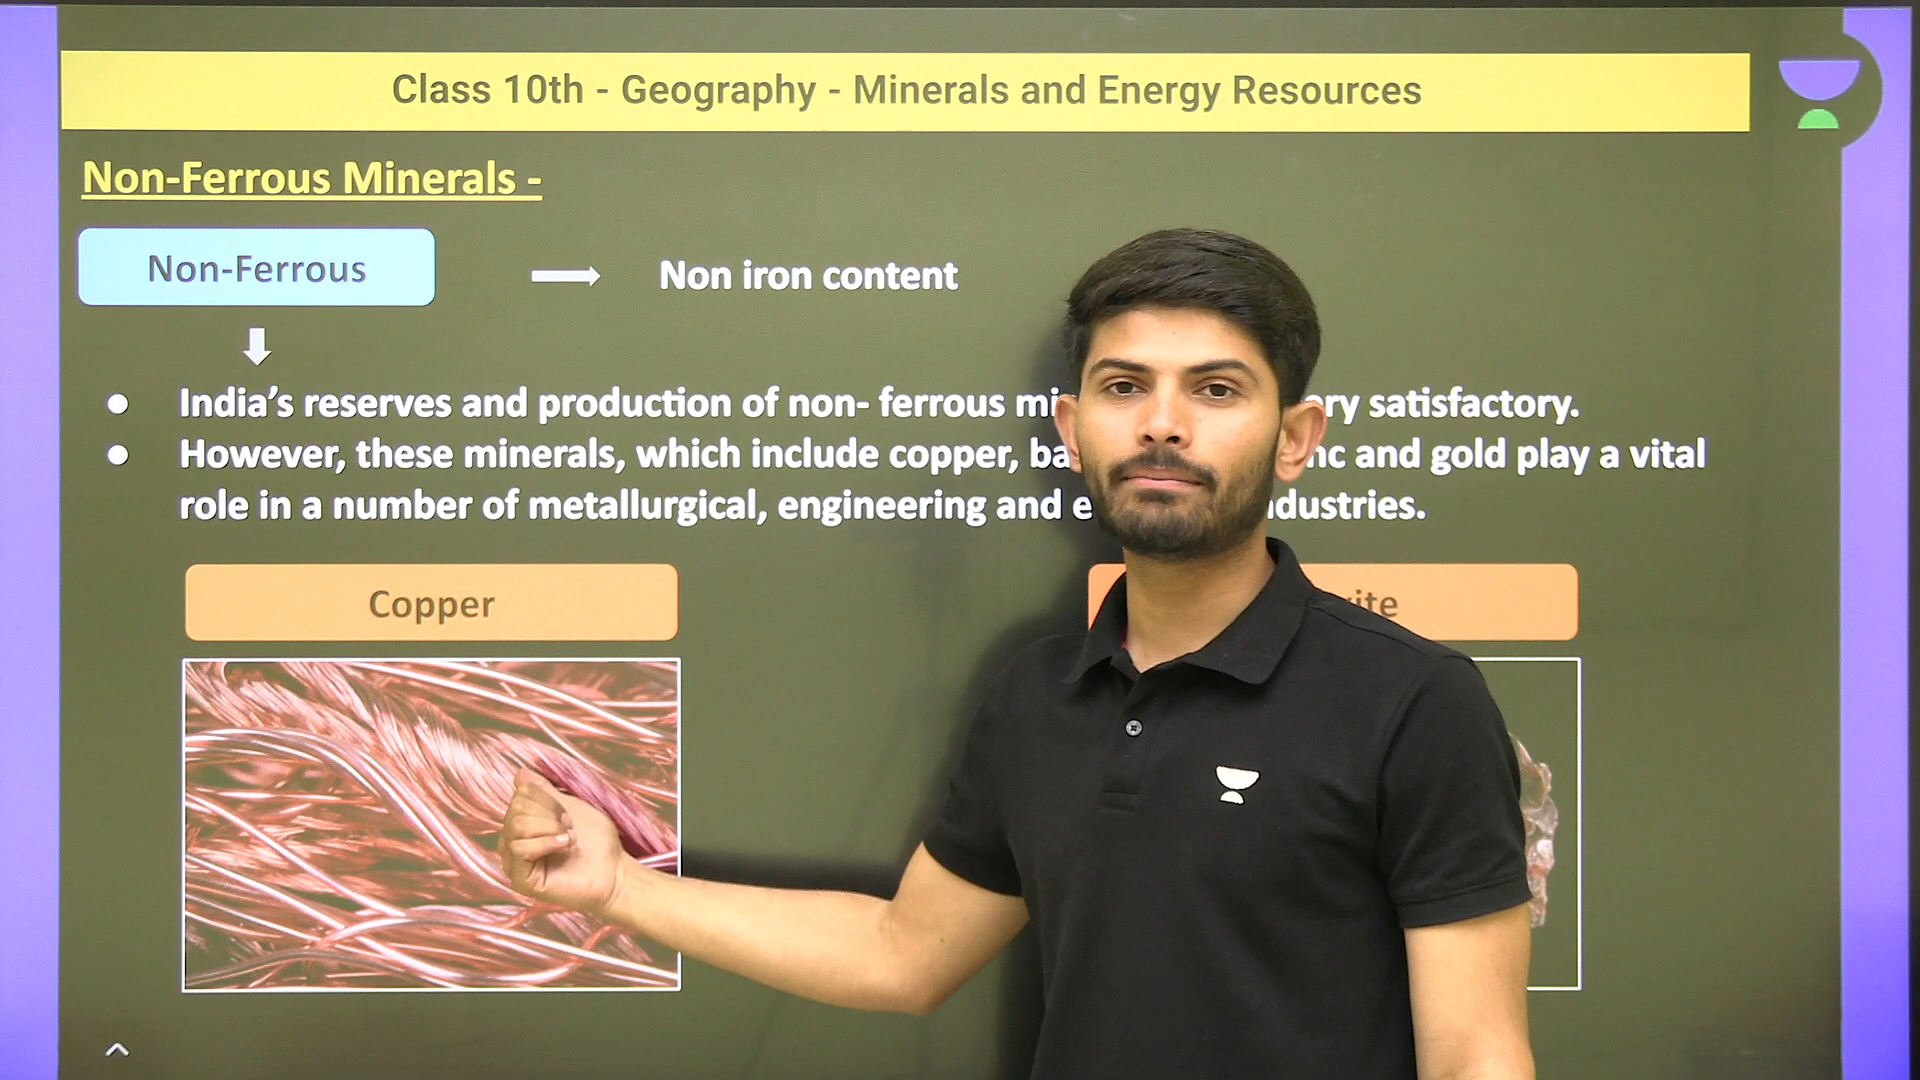 Class 10th - Geography - Minerals and Energy Resources
Non-Ferrous Minerals -
Non-Ferrous
Non iron content
India's reserves and production of non- ferrous satisfactory.
However, these minerals, which include copper, and gold play a vital
role in a number of metallurgical, engineering and
Copper